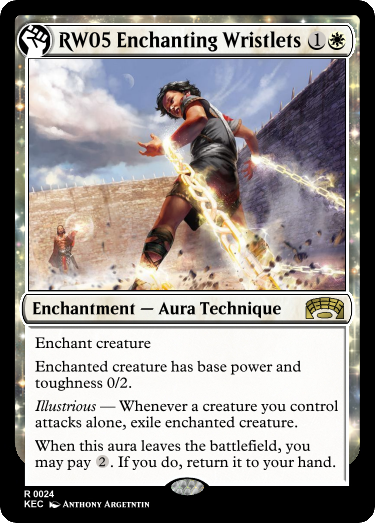 RW05 Enchanting Wristlets 1
Enchantment — Aura Technique
Enchant creature
Enchanted creature has base power and
toughness 0/2.
Illustrious — Whenever a creature you control
attacks alone, exile enchanted creature.
When this aura leaves the battlefield, you
may pay 2. If you do, return it to your hand.
R 0024
KEC Anthony Argetntin